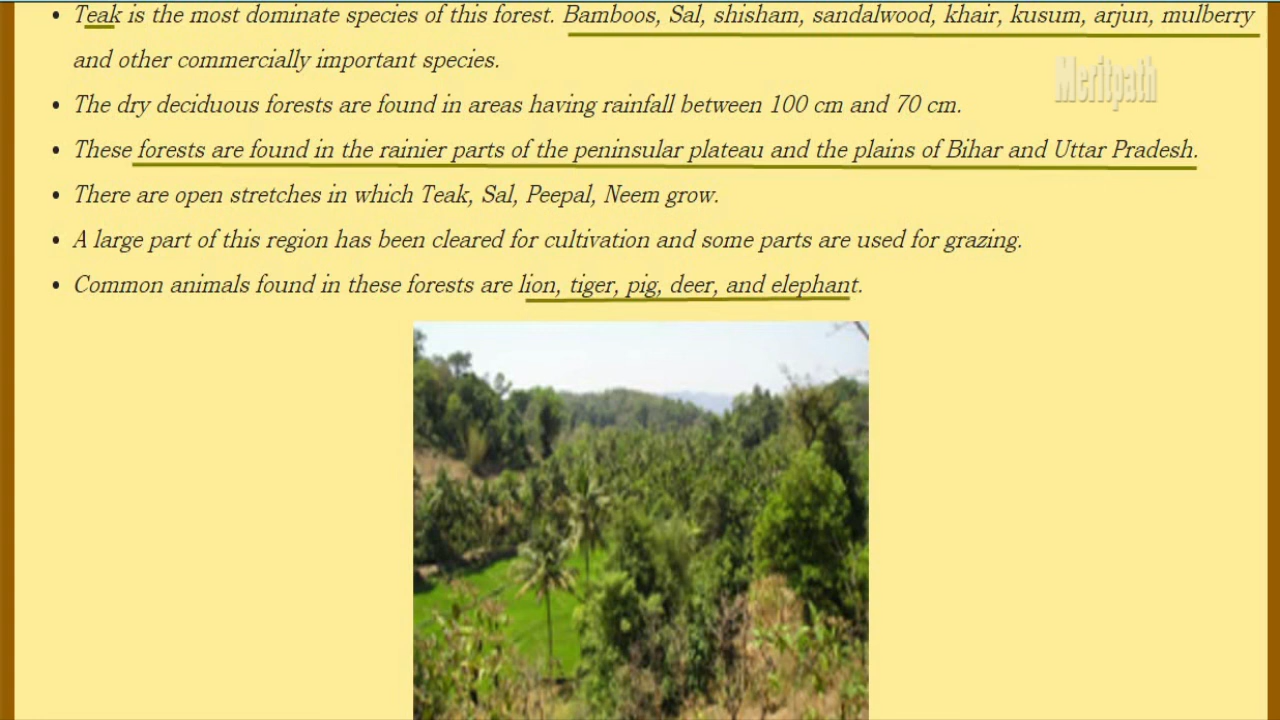 • Teak is the most dominate species of this forest. Bamboos, Sal, shisham, sandalwood, khair, kusum, arjun, mulberry
and other commercially important species.
Meritpath
• The dry deciduous forests are found in areas having rainfall between 100 cm and 70 cm.
• These forests are found in the rainier parts of the peninsular plateau and the plains of Bihar and Uttar Pradesh.
• There are open stretches in which Teak, Sal, Peepal, Neem grow.
• A large part of this region has been cleared for cultivation and some parts are used for grazing.
• Common animals found in these forests are lion, tiger, pig, deer, and elephant.